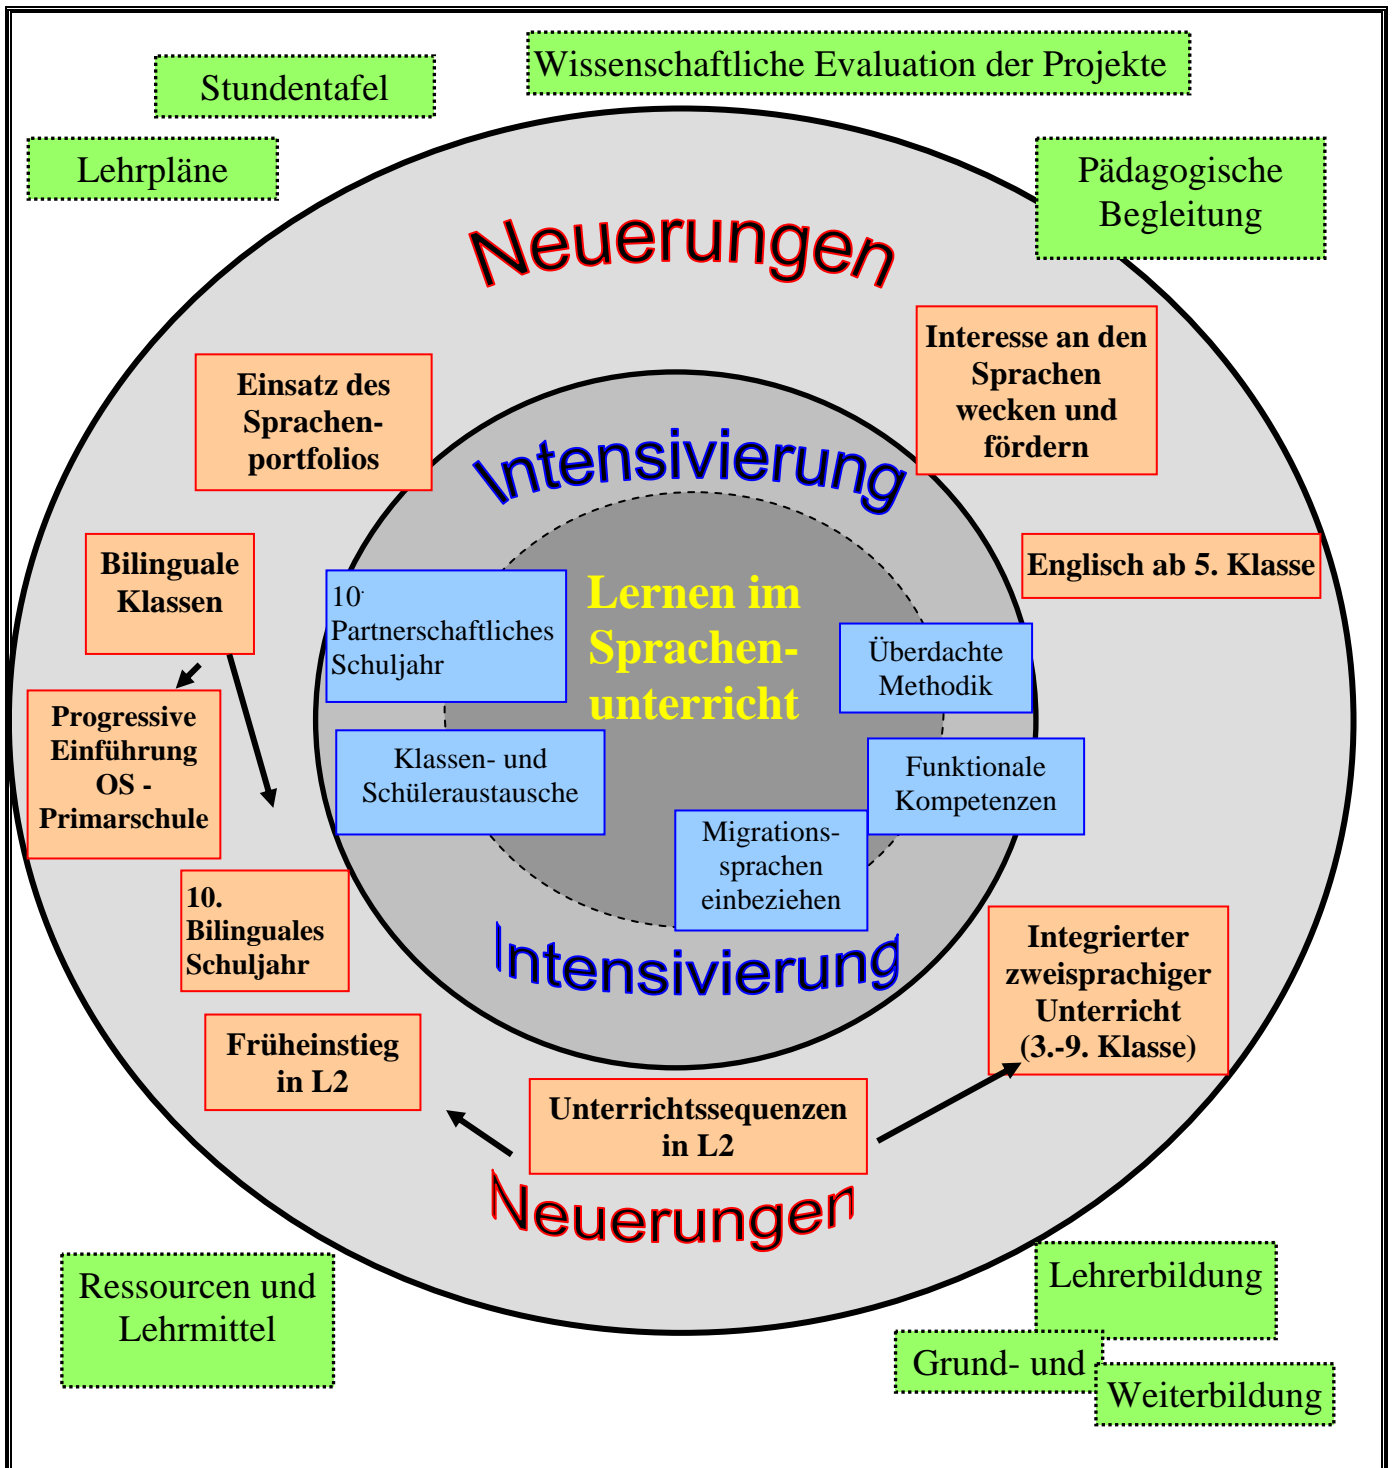 Wissenschaftliche Evaluation der Projekte
Stundentafel
Lehrpläne
Pädagogische
Begleitung
Neuerungen
Interesse an den
Sprachen
wecken und
fördern
Einsatz des
Sprachen-
portfolios
Intensivierung
Bilinguale
Klassen
Englisch ab 5. Klasse
Lernen im
Sprachen-
unterricht
10.
Partnerschaftliches
Schuljahr
Überdachte
Methodik
Progressive
Einführung
OS -
Primarschule
Klassen- und
Schüleraustausche
Funktionale
Kompetenzen
Migrations-
sprachen
einbeziehen
10.
Bilinguales
Schuljahr
Intensivierung
Integrierter
zweisprachiger
Unterricht
(3.-9. Klasse)
Früheinstieg
in L2
Unterrichtssequenzen
in L2
Neuerungen
Ressourcen und
Lehrmittel
Lehrerbildung
Grund- und
Weiterbildung